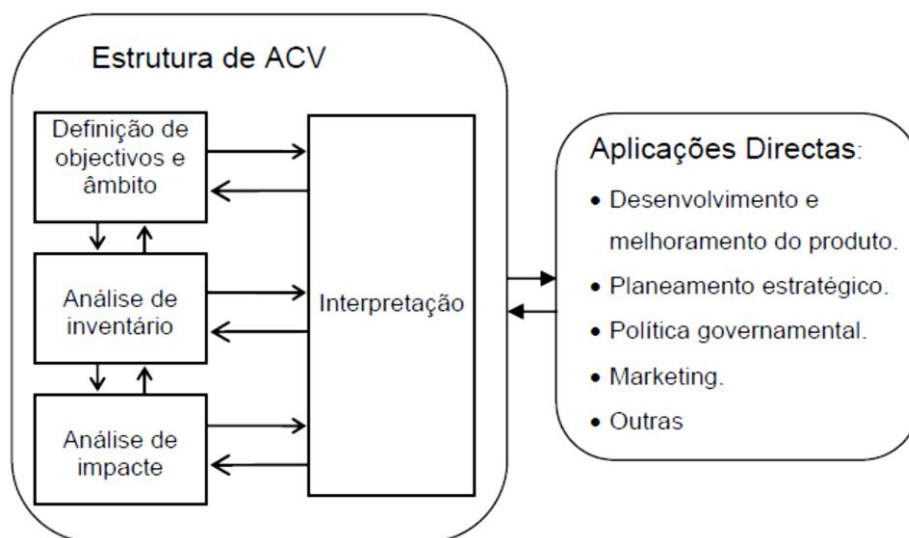 Estrutura de ACV
Definição de
objectivos e
âmbito
Análise de
inventário
Análise de
impacte
Interpretação
Aplicações Directas:
• Desenvolvimento e
melhoramento do produto.
• Planeamento estratégico.
• Política governamental.
• Marketing.
• Outras